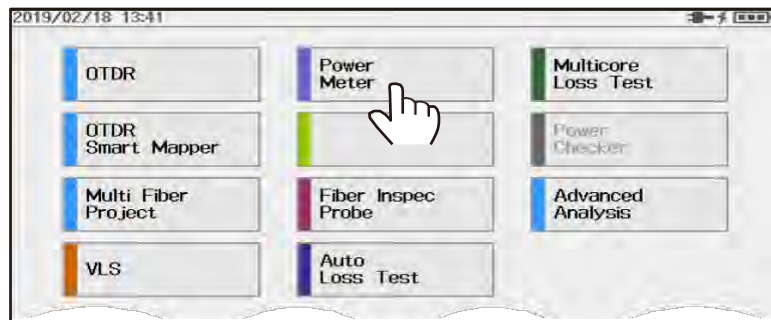 2019/02/18 13:41
OTDR
Power
Meter
Multicore
Loss Test
OTDR
Smart Mapper
Power
Checker
Multi Fiber
Project
Fiber Inspec
Probe
Advanced
Analysis
VLS
Auto
Loss Test